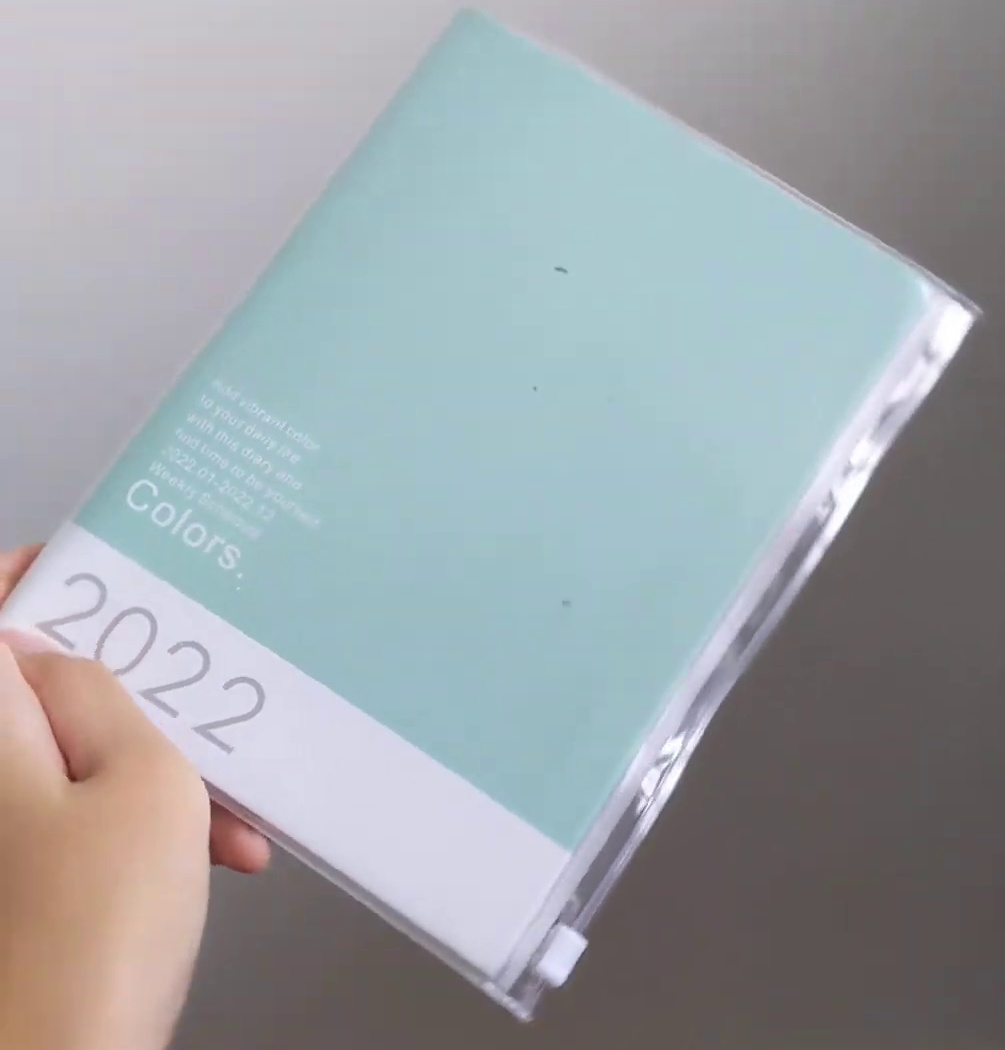 Add vibrant color
to your daily life
with this diary and
find time to be yourself
2022.01-2022.12
Weekly Schedule
Colors.
2022